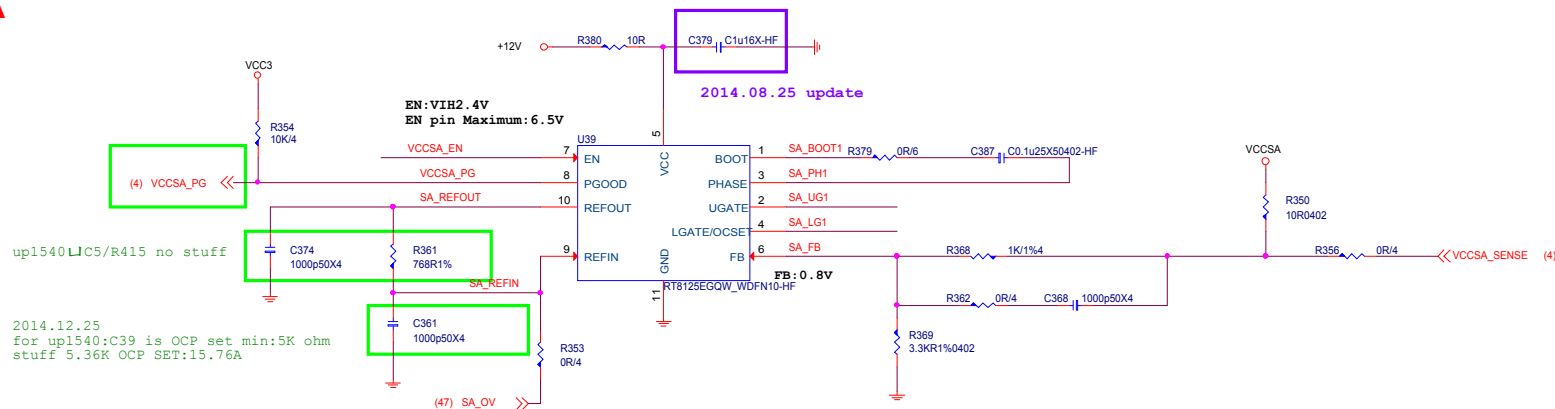 A
+12V
R380
10R
C379
C1u16X-HF
2014.08.25 update
VCC3
R354
10K/4
EN:VIH2.4V
EN pin Maximum:6.5V
U39
5
VCC
VCCSA_EN
7
EN
(4) VCCSA_PG
VCCSA_PG
8
PGOOD
SA_REFOUT
10
REFOUT
9
REFIN
SA_REFIN
BOOT
1
SA_BOOT1
R379
0R/6
C387
C0.1u25X50402-HF
PHASE
3
SA_PH1
UGATE
2
SA_UG1
LGATE/OCSET
4
SA_LG1
FB
6
SA_FB
FB:0.8V
GND
11
RT8125EGQW_WDFN10-HF
VCCSA
R350
10R0402
R368
1K/1%4
R356
0R/4
VCCSA_SENSE (4)
R362
0R/4
C368
1000p50X4
R369
3.3KR1%0402
C374
1000p50X4
R361
768R1%
C361
1000p50X4
R353
0R/4
(47) SA_OV
C5/R415 no stuff
2014.12.25
for up1540:C39 is OCP set min:5K ohm
stuff 5.36K OCP SET:15.76A